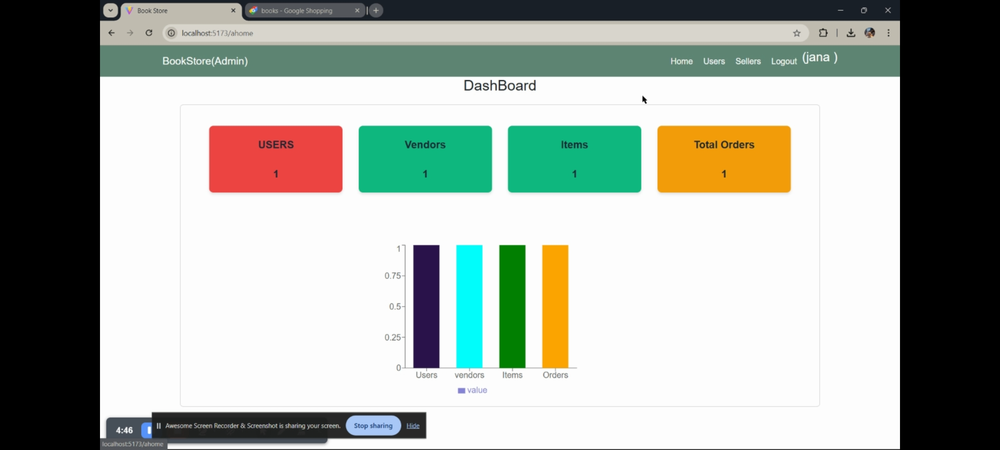 Book Store
books - Google Shopping
localhost:5173/ahome
BookStore(Admin)
Home Users Sellers Logout (jana )
DashBoard
USERS Vendors Items Total Orders
1 1 1 1
1
0.75
0.5
0.25
0
Users vendors Items Orders
value
4:46
Awesome Screen Recorder & Screenshot is sharing your screen. Stop sharing Hide
localhost:5173/ahome